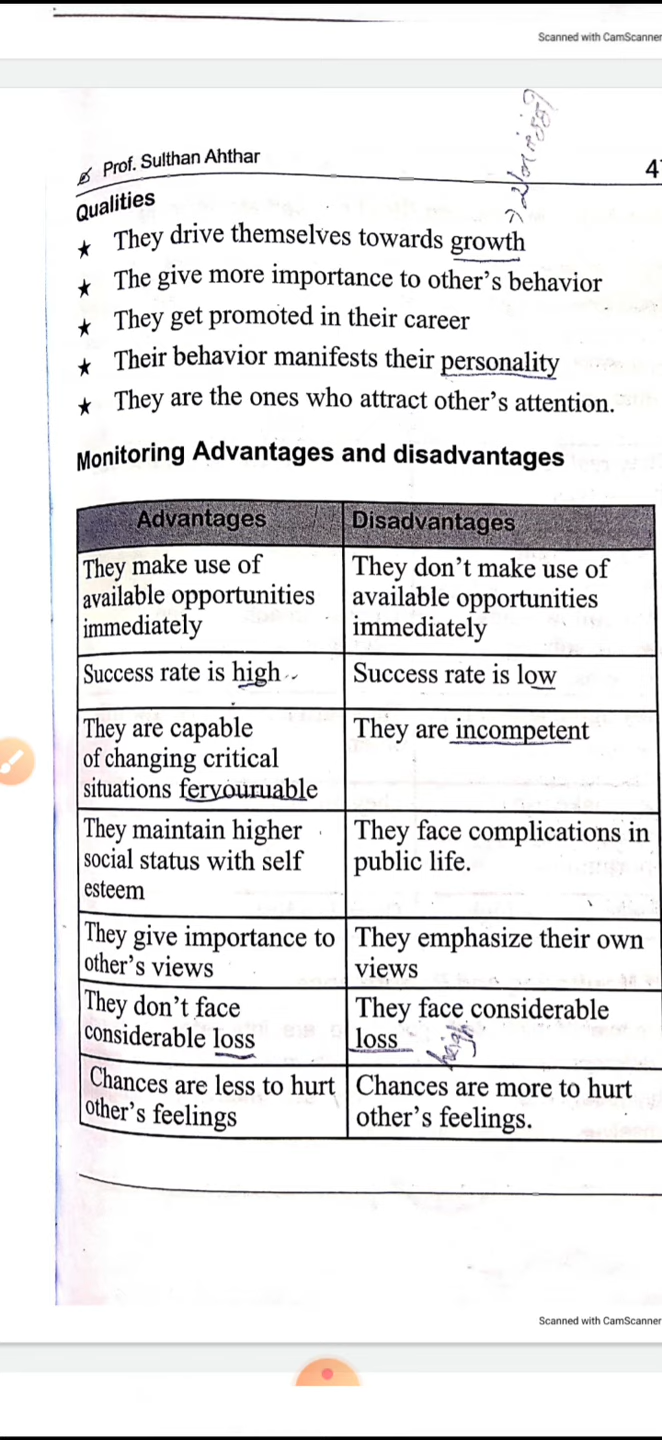 Scanned with CamScanner
Prof. Sulthan Ahthar
Qualities
★ They drive themselves towards growth
★ The give more importance to other's behavior
★ They get promoted in their career
★ Their behavior manifests their personality
★ They are the ones who attract other's attention.
Monitoring Advantages and disadvantages
Advantages
Disadvantages
They make use of
available opportunities
immediately
They don't make use of
available opportunities
immediately
Success rate is high
Success rate is low
They are capable
of changing critical
situations fervouruable
They are incompetent
They maintain higher
social status with self
esteem
They face complications in
public life.
They give importance to
other's views
They emphasize their own
views
They don't face
considerable loss
They face considerable
loss
heigh
Chances are less to hurt
other's feelings
Chances are more to hurt
other's feelings.
Scanned with CamScanner